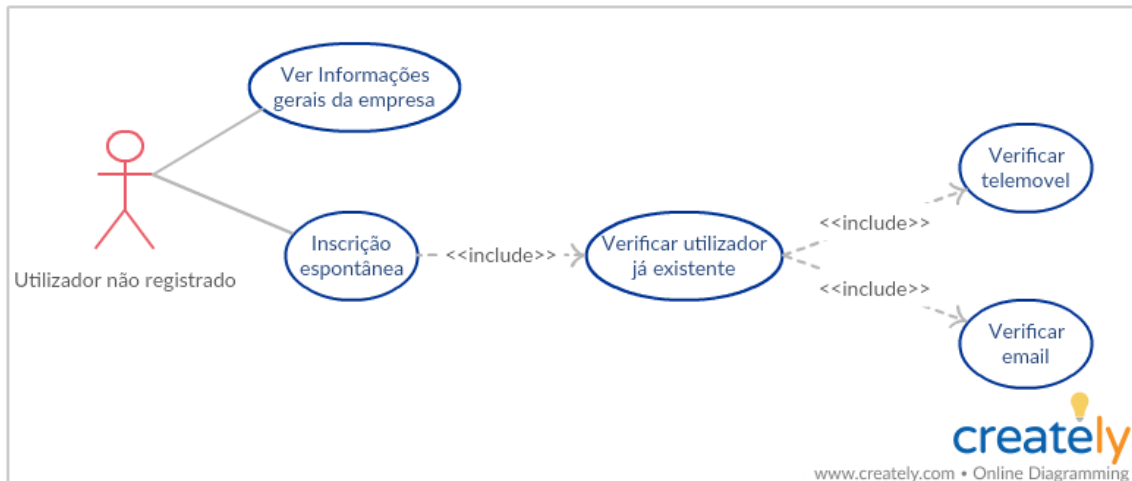 Ver Informações
gerais da empresa
Utilizador não registrado
Inscrição
espontânea
<<include>>
Verificar utilizador
já existente
<<include>>
Verificar
telemovel
<<include>>
Verificar
email
creately
www.creately.com • Online Diagramming